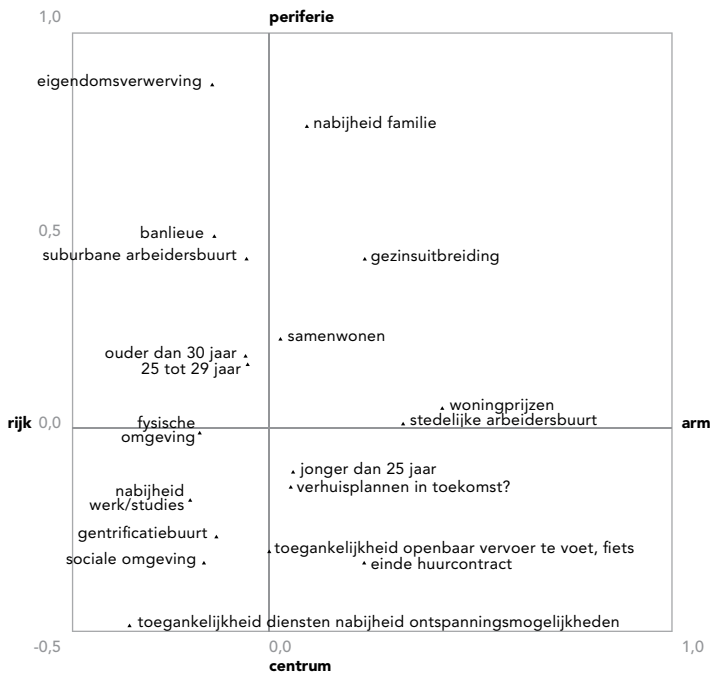 1,0
periferie
eigendomsverwerving
nabijheid familie
0,5
banlieue
suburbane arbeidersbuurt
gezinsuitbreiding
samenwonen
ouder dan 30 jaar
25 tot 29 jaar
woningprijzen
stedelijke arbeidersbuurt
rijk
0,0
arm
fysische
omgeving
jonger dan 25 jaar
verhuisplannen in toekomst?
nabijheid
werk/studies
gentrificatiebuurt
toegankelijkheid openbaar vervoer te voet, fiets
sociale omgeving
einde huurcontract
toegankelijkheid diensten nabijheid ontspanningsmogelijkheden
-0,5
0,0
1,0
centrum